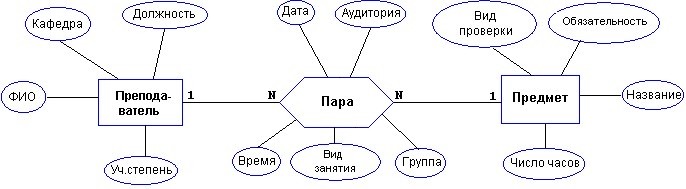 Кафедра
Должность
Дата
Аудитория
Вид
проверки
Обязательность
ФИО
Препода-
ватель
1
N
Пара
N
1
Предмет
Название
Уч.степень
Время
Вид
занятия
Группа
Число часов